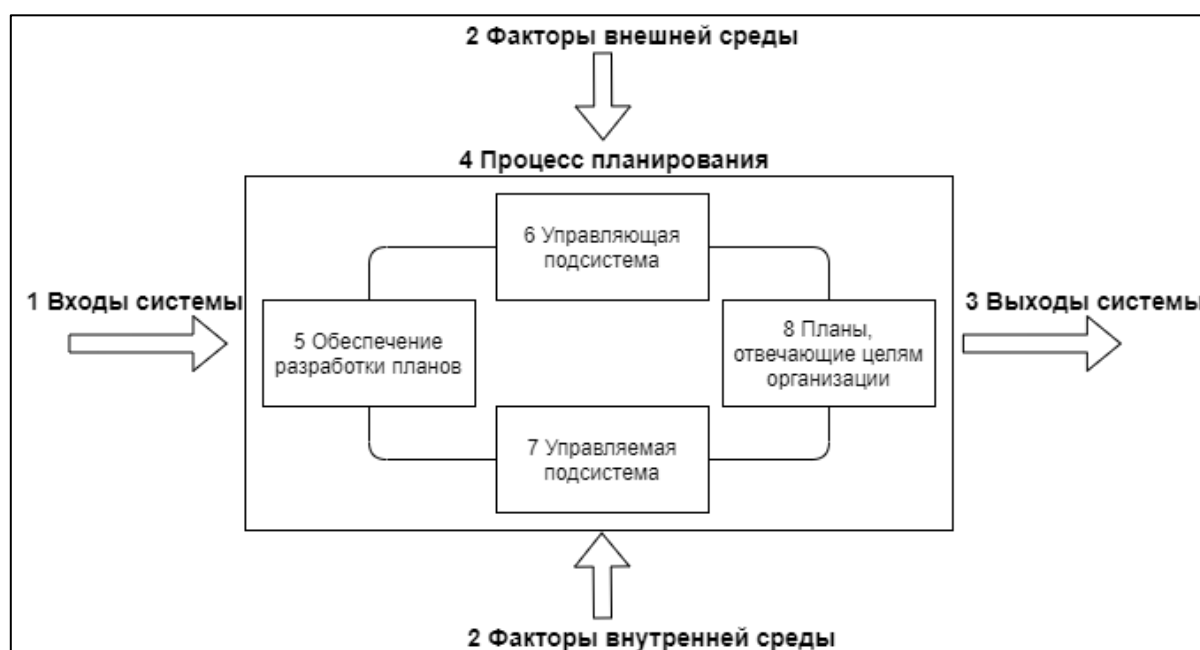 2 Факторы внешней среды
4 Процесс планирования
6 Управляющая
подсистема
1 Входы системы
3 Выходы системы
5 Обеспечение
разработки планов
8 Планы,
отвечающие целям
организации
7 Управляемая
подсистема
2 Факторы внутренней среды